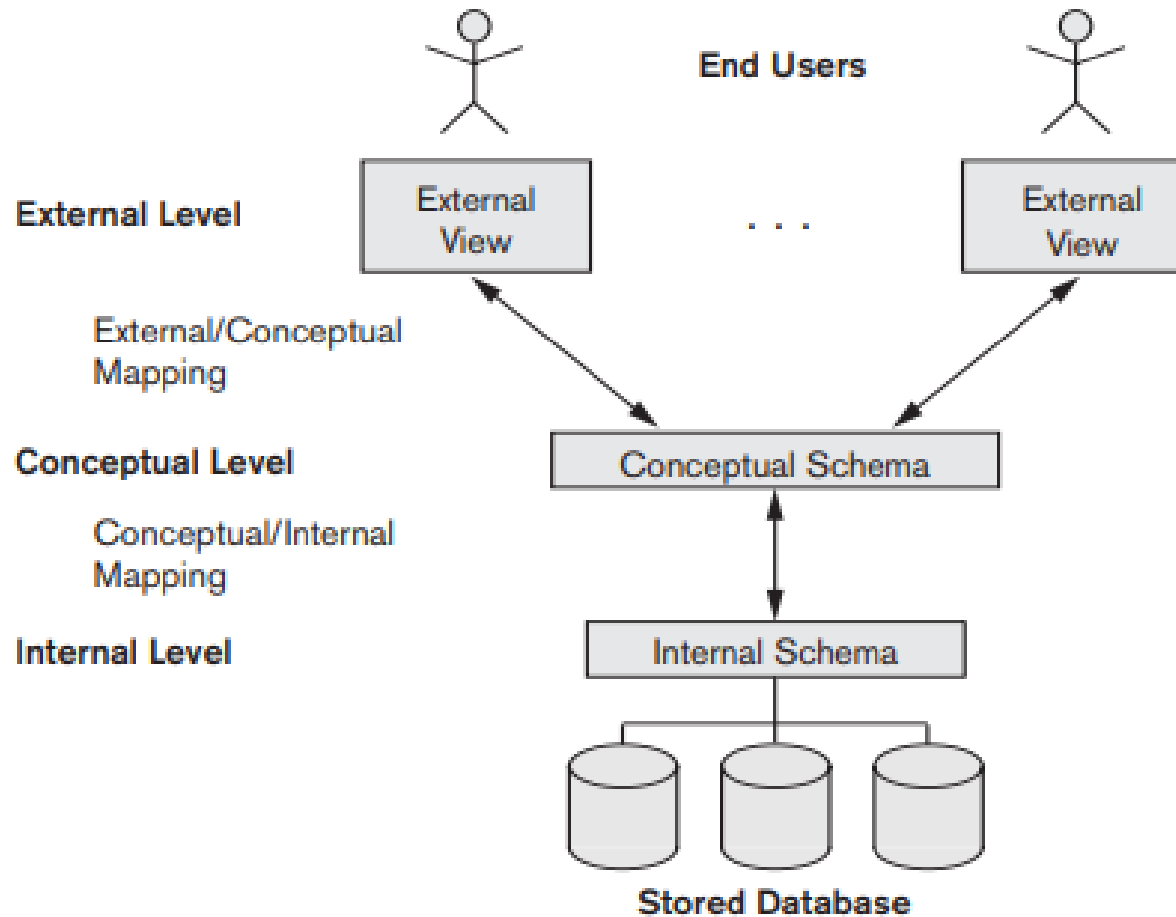 End Users
External Level
External
View
. . .
External
View
External/Conceptual
Mapping
Conceptual Level
Conceptual Schema
Conceptual/Internal
Mapping
Internal Level
Internal Schema
Stored Database